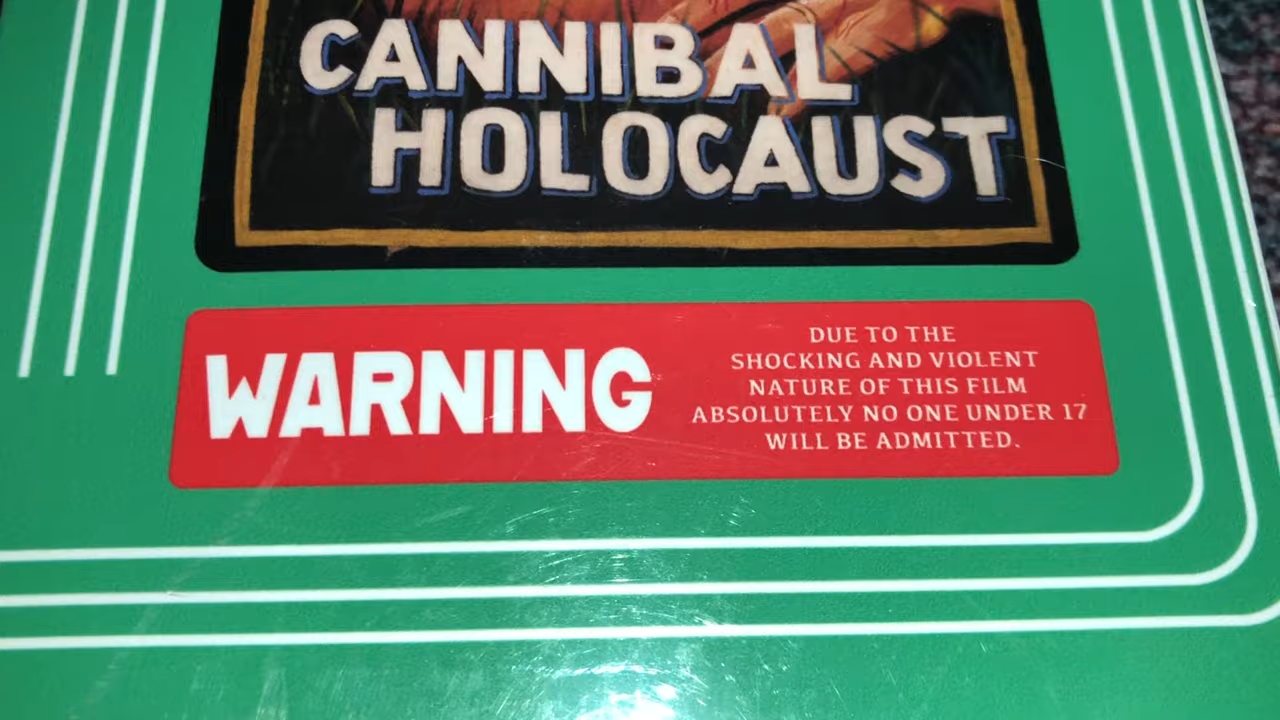 CANNIBAL
HOLOCAUST
WARNING
DUE TO THE
SHOCKING AND VIOLENT
NATURE OF THIS FILM
ABSOLUTELY NO ONE UNDER 17
WILL BE ADMITTED.